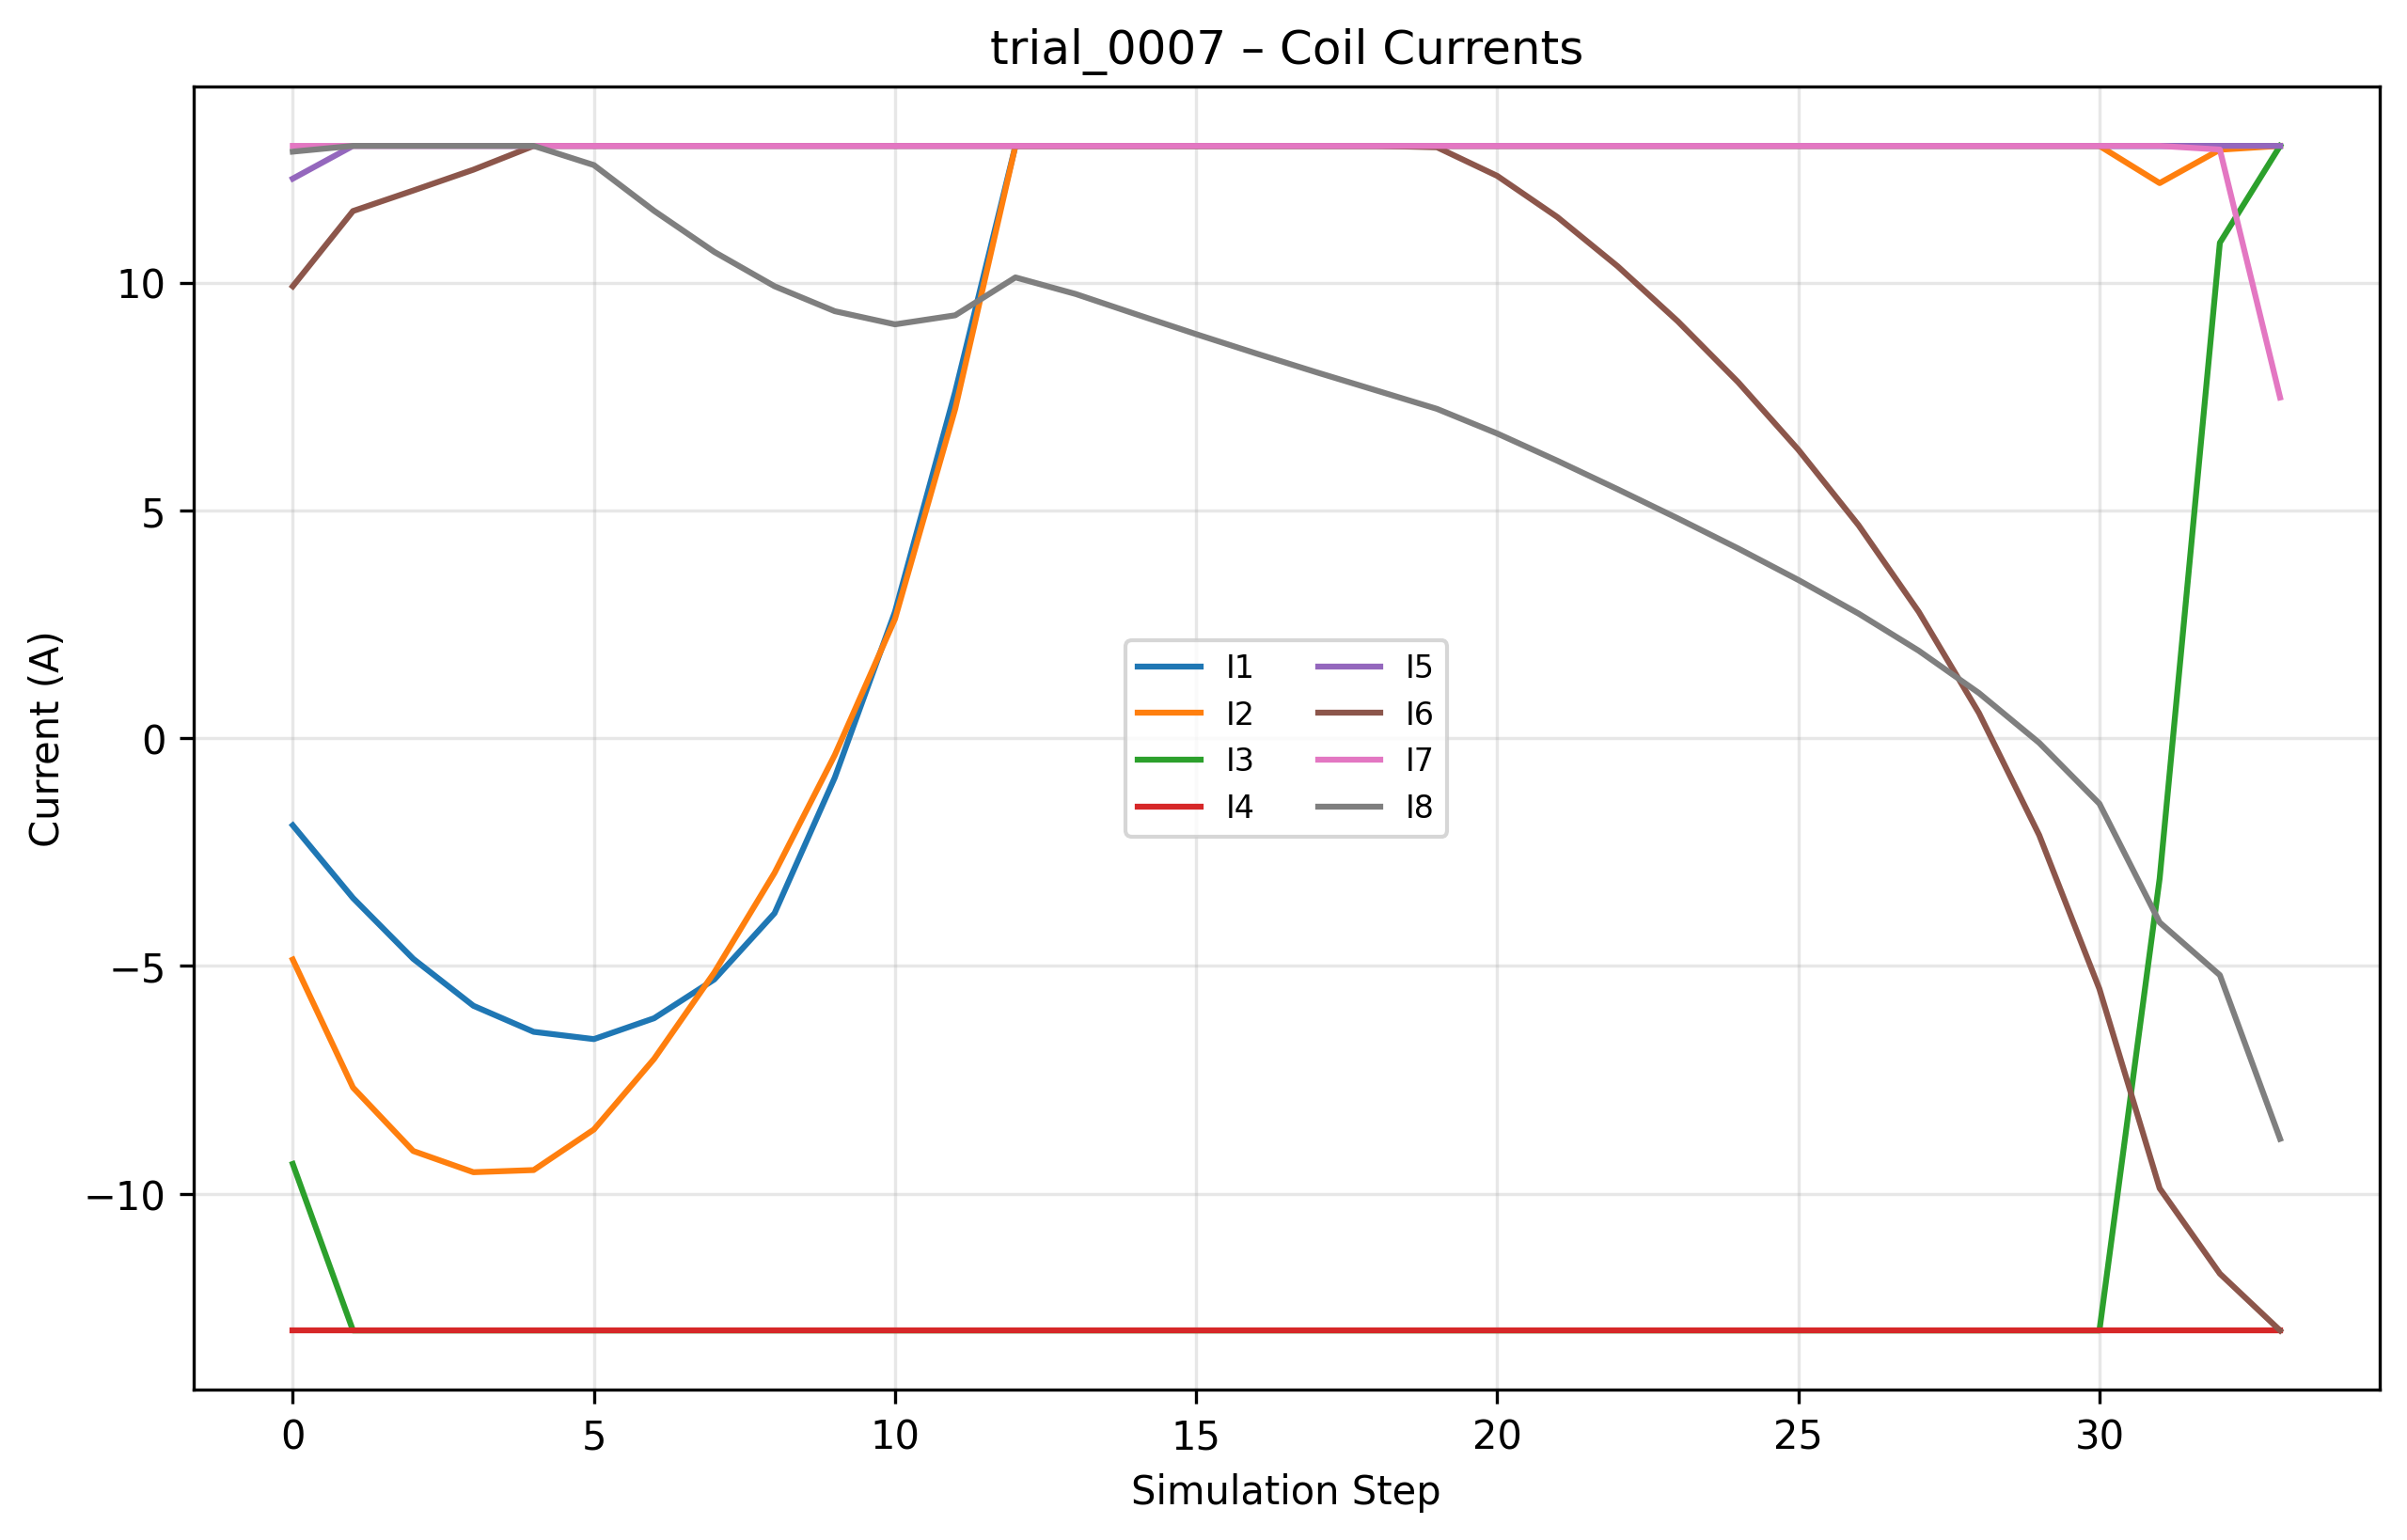 trial_0007 – Coil Currents
Current (A)
10
5
0
−5
−10
I1
I2
I3
I4
I5
I6
I7
I8
0 5 10 15 20 25 30
Simulation Step